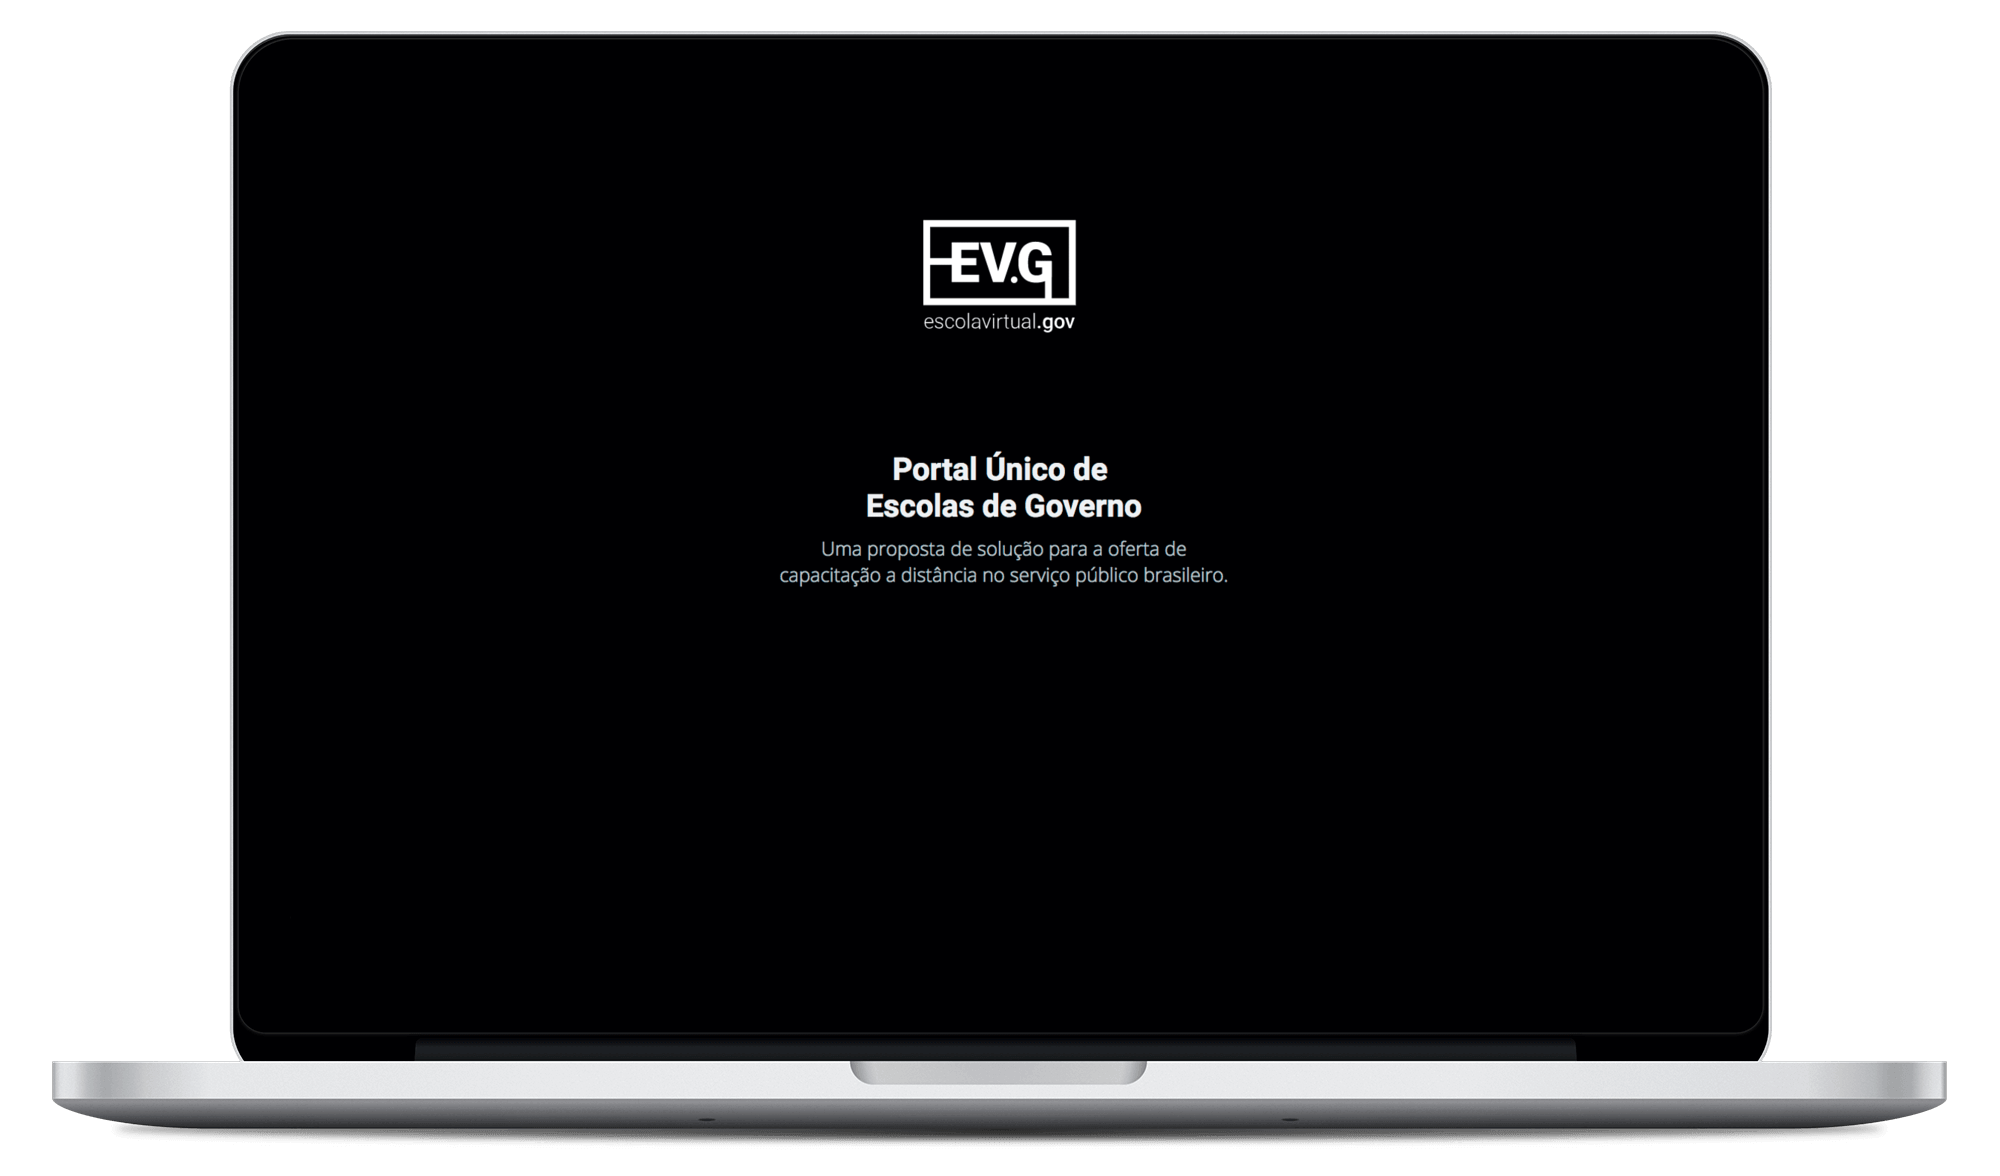 EV.G
escolavirtual.gov
Portal Único de
Escolas de Governo
Uma proposta de solução para a oferta de
capacitação a distância no serviço público brasileiro.